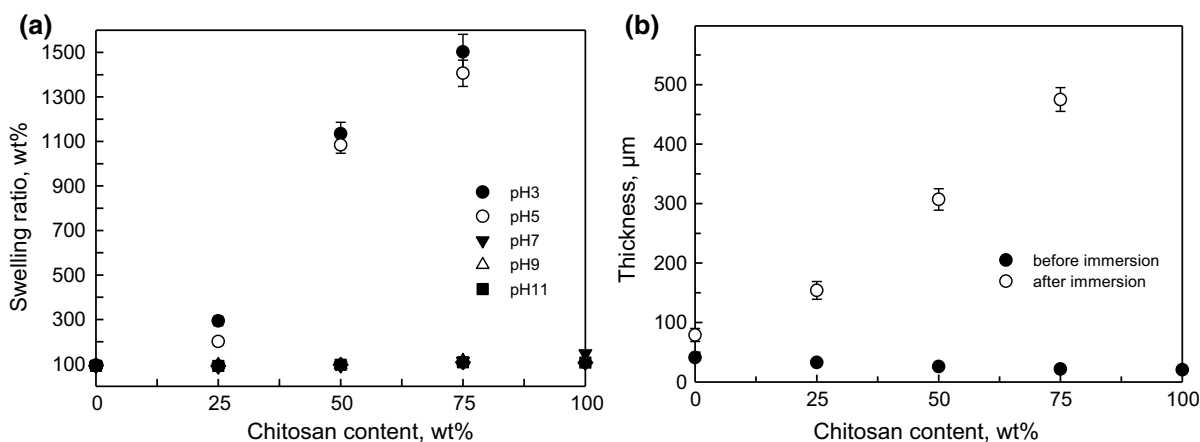 (a)
Swelling ratio, wt%
1500
1300
1100
900
700
500
300
100
0 25 50 75 100
Chitosan content, wt%
pH3
pH5
pH7
pH9
pH11
(b)
Thickness, µm
500
400
300
200
100
0
0 25 50 75 100
Chitosan content, wt%
before immersion
after immersion